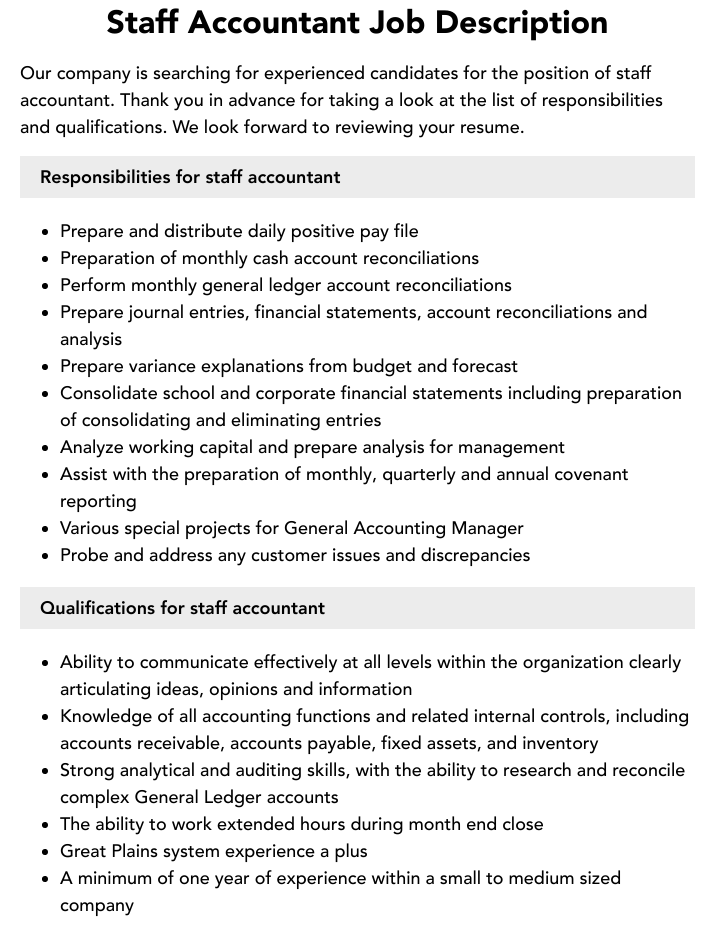 Staff Accountant Job Description
Our company is searching for experienced candidates for the position of staff
accountant. Thank you in advance for taking a look at the list of responsibilities
and qualifications. We look forward to reviewing your resume.
Responsibilities for staff accountant
• Prepare and distribute daily positive pay file
• Preparation of monthly cash account reconciliations
• Perform monthly general ledger account reconciliations
• Prepare journal entries, financial statements, account reconciliations and
analysis
• Prepare variance explanations from budget and forecast
• Consolidate school and corporate financial statements including preparation
of consolidating and eliminating entries
• Analyze working capital and prepare analysis for management
• Assist with the preparation of monthly, quarterly and annual covenant
reporting
• Various special projects for General Accounting Manager
• Probe and address any customer issues and discrepancies
Qualifications for staff accountant
• Ability to communicate effectively at all levels within the organization clearly
articulating ideas, opinions and information
• Knowledge of all accounting functions and related internal controls, including
accounts receivable, accounts payable, fixed assets, and inventory
• Strong analytical and auditing skills, with the ability to research and reconcile
complex General Ledger accounts
• The ability to work extended hours during month end close
• Great Plains system experience a plus
• A minimum of one year of experience within a small to medium sized
company